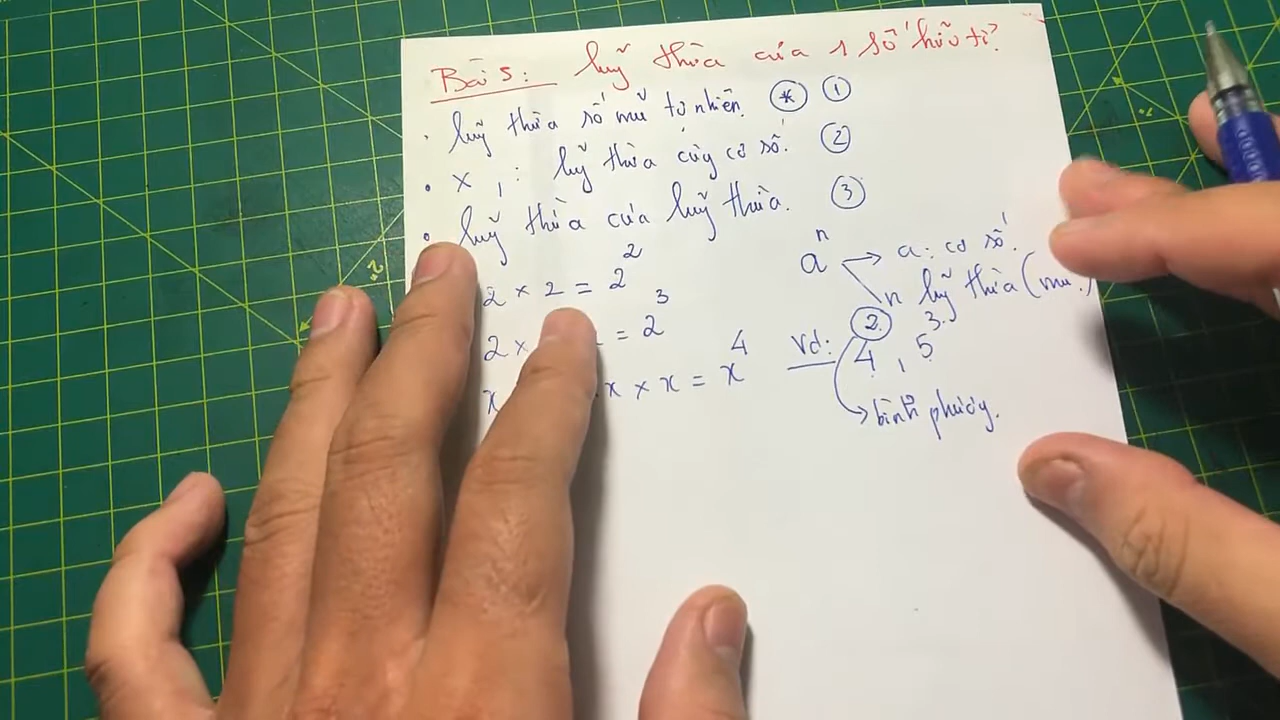 Bài 5: luỹ thừa của 1 số hữu tỉ.
. luỹ thừa số mũ tự nhiên. * 1
. x , : luỹ thừa cùng cơ số. 2
. luỹ thừa của luỹ thừa. 3
2 × 2 = 2²
2 × = 2³
x x × x = x⁴
aⁿ → a: cơ số.
n luỹ thừa (mũ.)
Vd: 2. 3.
4 , 5
→ bình phương.